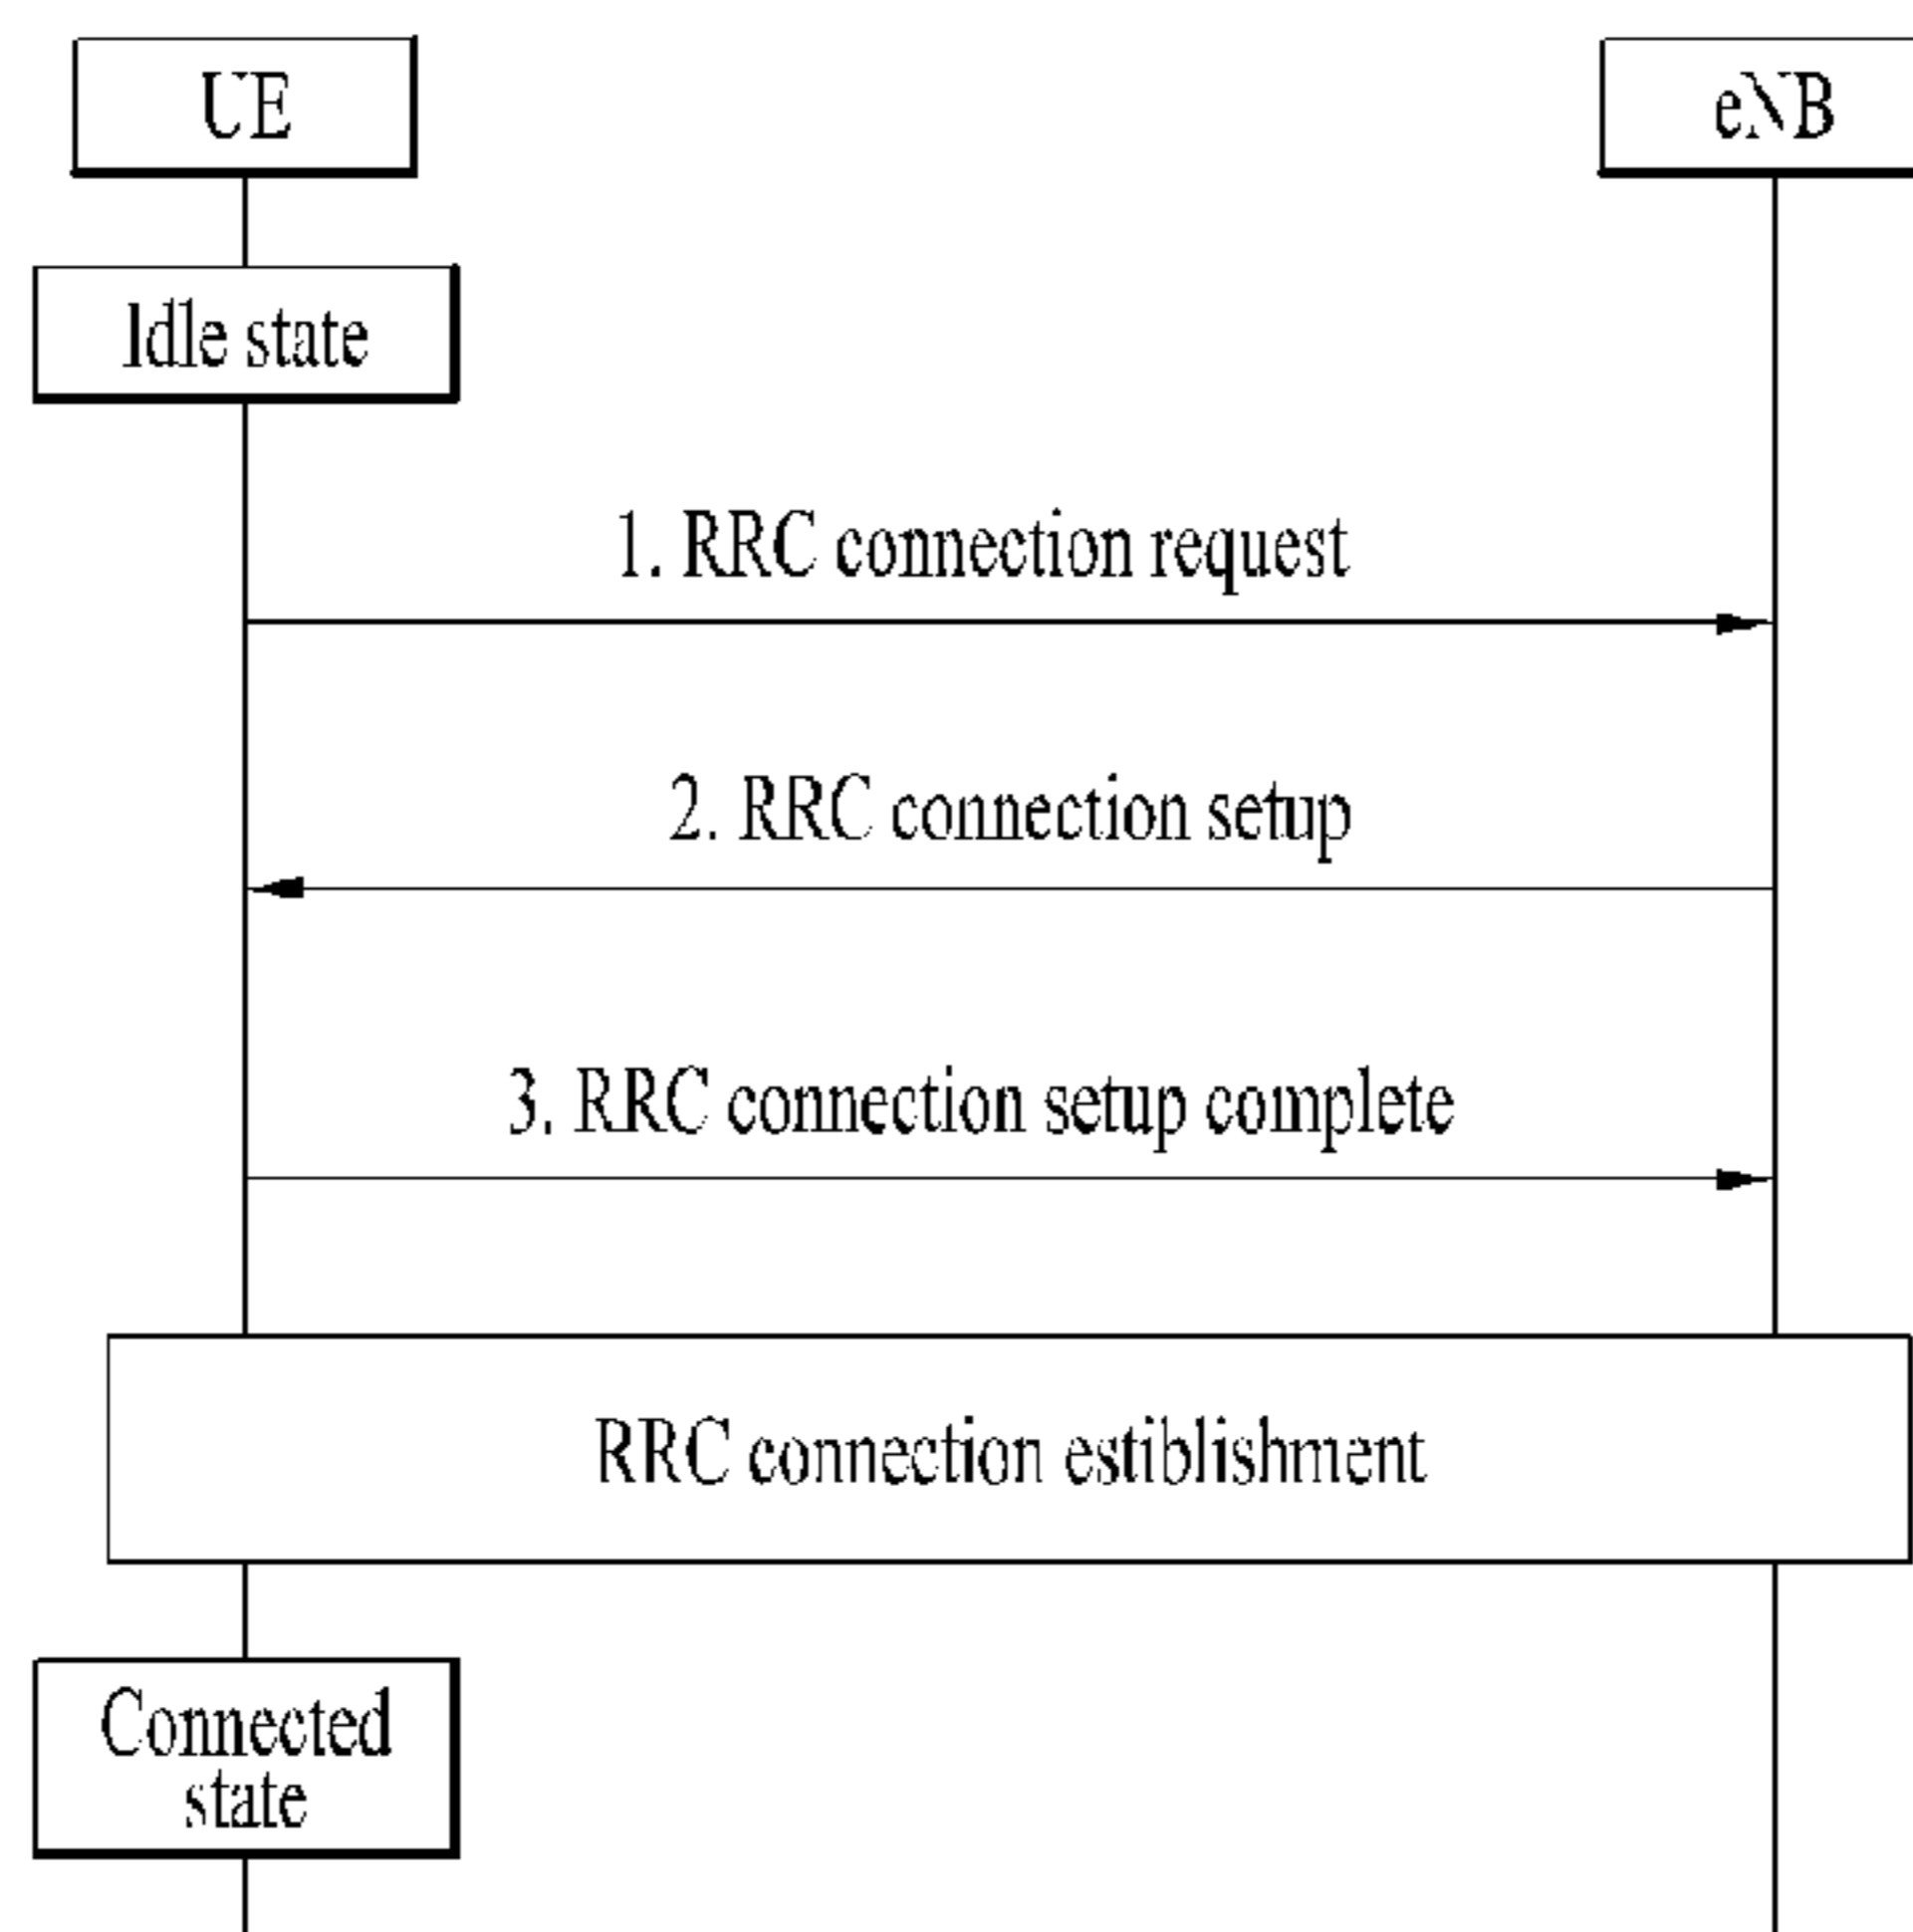 UE
eNB
Idle state
1. RRC connection request
2. RRC connection setup
3. RRC connection setup complete
RRC connection estiblishment
Connected
state